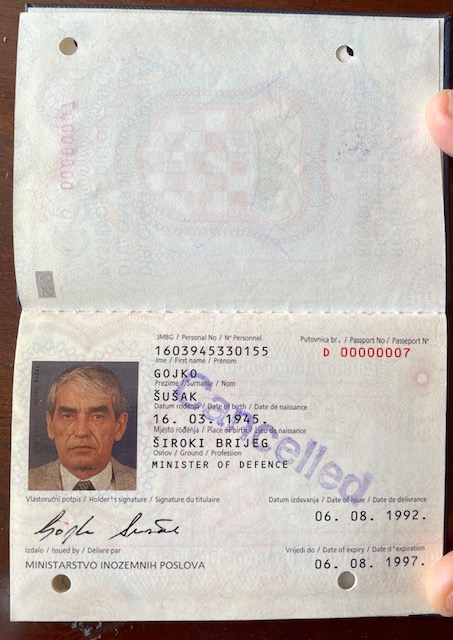 JMBG / Personal No / Nº Personnel
Putovnica br. / Passport No / Passeport Nº
1603945330155
D 00000007
Ime / First name / Prénom
GOJKO
Prezime / Surname / Nom
ŠUŠAK
Datum rođenja / Date of birth / Date de naissance
16. 03. 1945.
Mjesto rođenja / Place of birth / Lieu de naissance
ŠIROKI BRIJEG
Osnov / Ground / Profession
MINISTER OF DEFENCE
Cancelled
Vlastoručni potpis / Holder's signature / Signature du titulaire
Datum izdavanja / Date of issue / Date de délivrance
Gojko Šušak
06. 08. 1992.
Izdalo / Issued by / Délivre par
Vrijedi do / Date of expiry / Date d'expiration
MINISTARSTVO INOZEMNIH POSLOVA
06. 08. 1997.